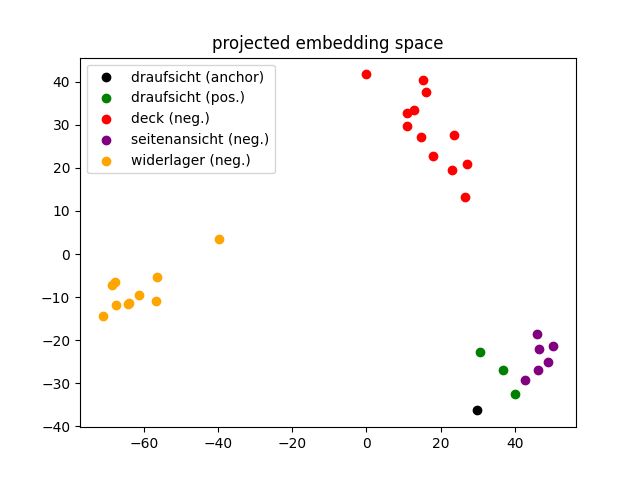 projected embedding space
draufsicht (anchor)
draufsicht (pos.)
deck (neg.)
seitenansicht (neg.)
widerlager (neg.)
40
30
20
10
0
−10
−20
−30
−40
−60 −40 −20 0 20 40